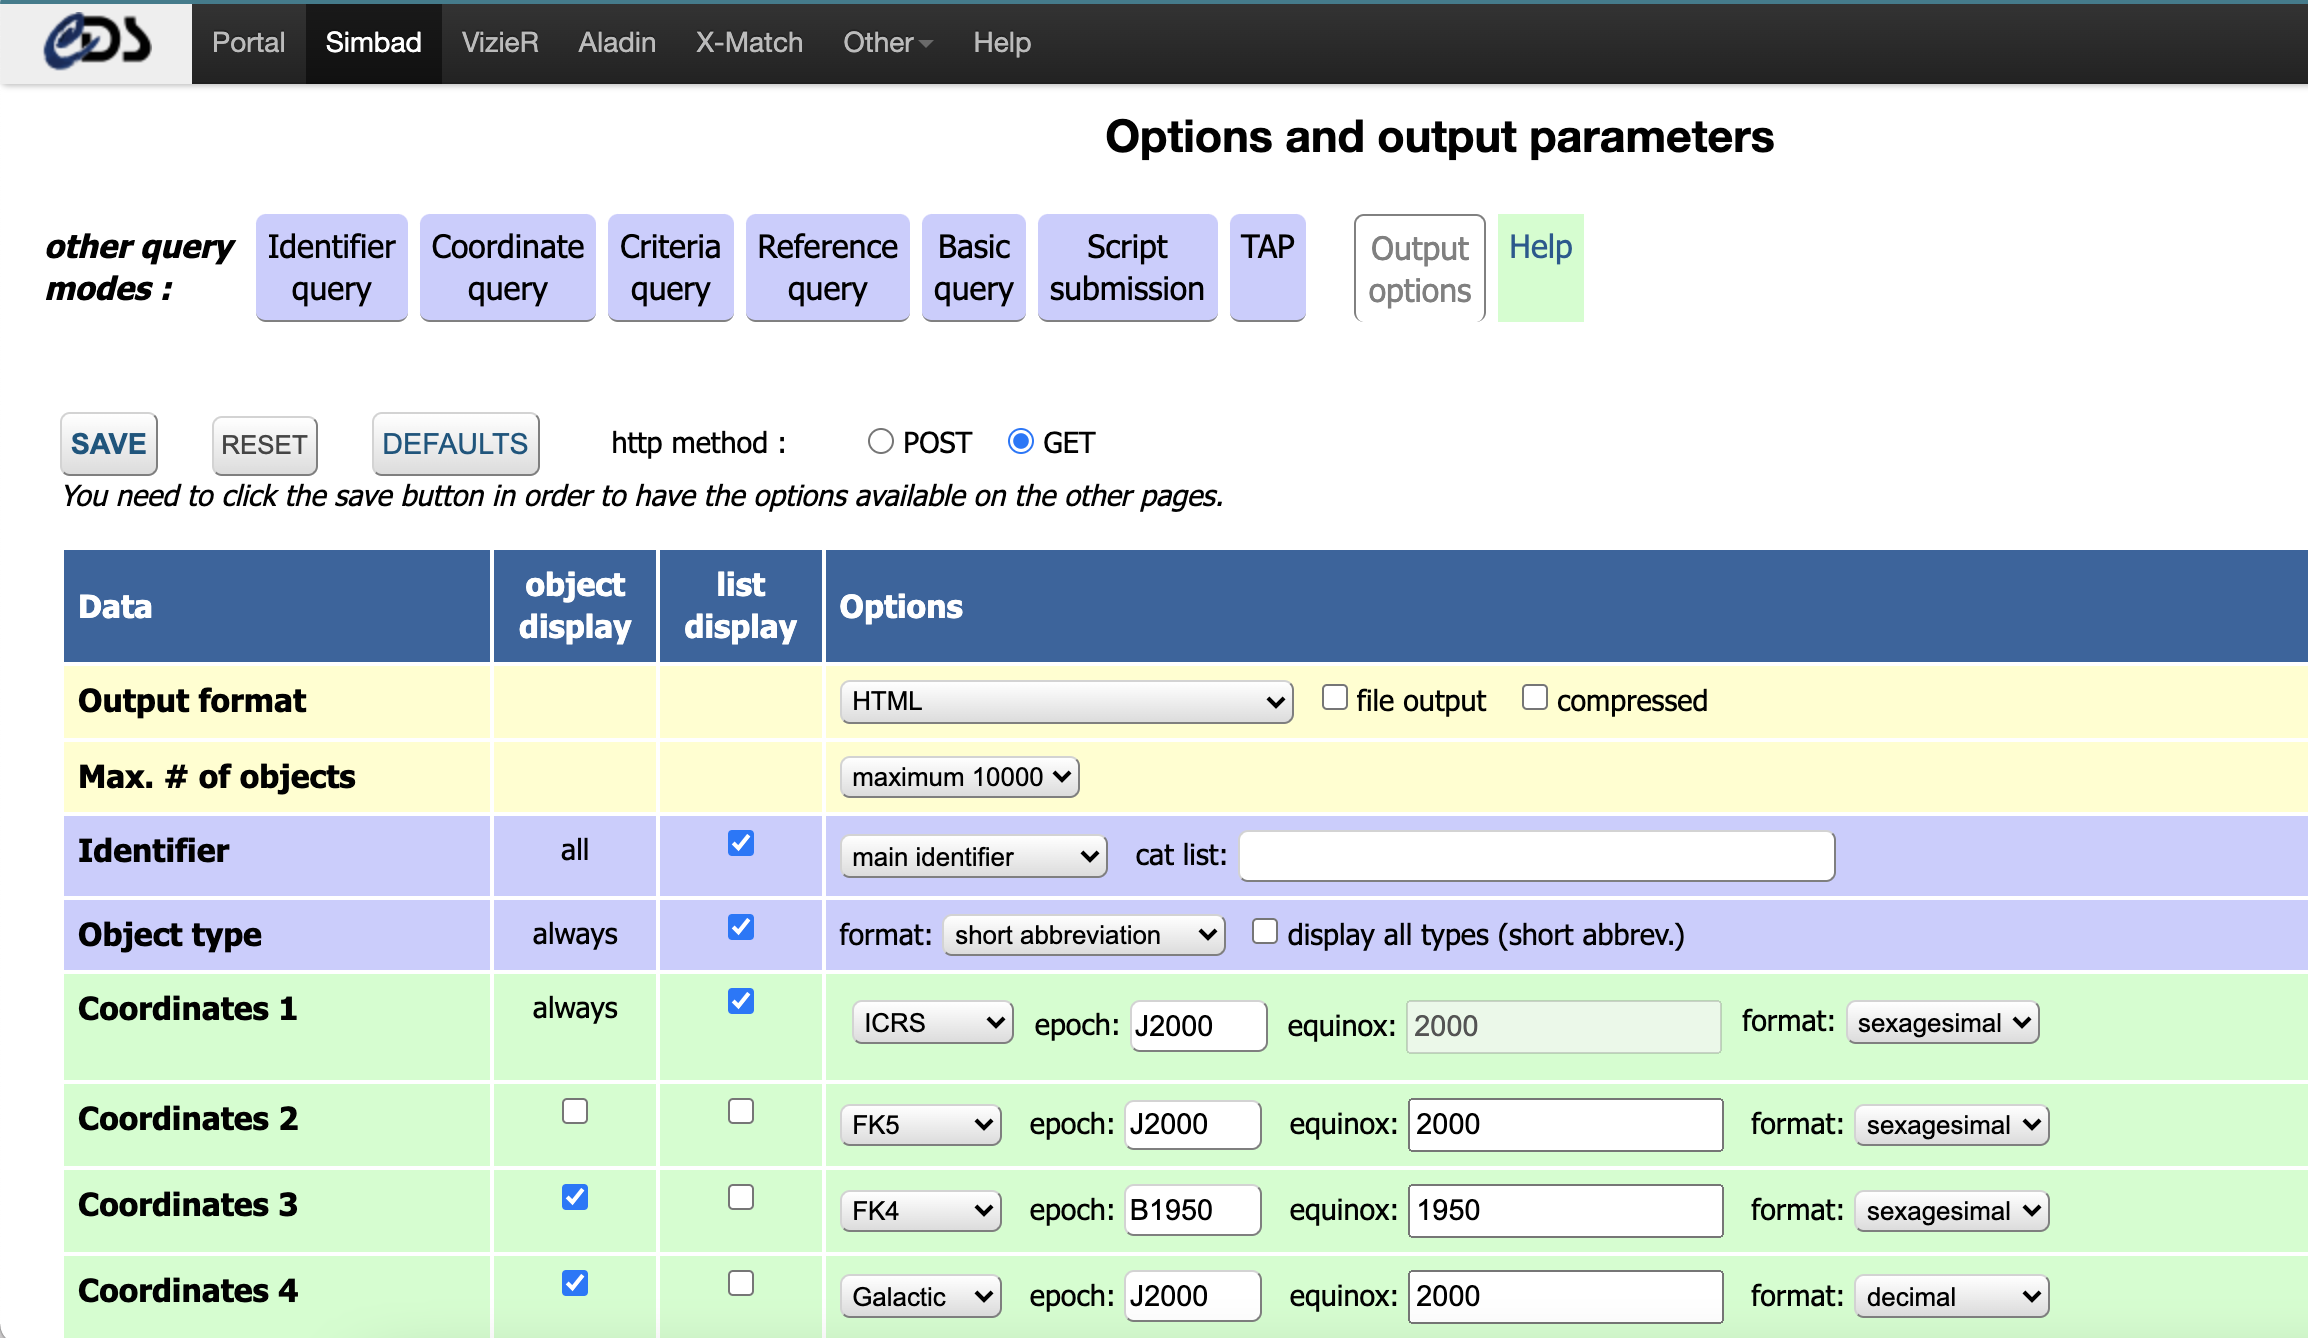 CDS Portal Simbad VizieR Aladin X-Match Other Help
Options and output parameters
other query modes :
Identifier query
Coordinate query
Criteria query
Reference query
Basic query
Script submission
TAP
Output options
Help
SAVE RESET DEFAULTS http method : POST GET
You need to click the save button in order to have the options available on the other pages.
Data object display list display Options
Output format HTML file output compressed
Max. # of objects maximum 10000
Identifier all main identifier cat list:
Object type always format: short abbreviation display all types (short abbrev.)
Coordinates 1 always ICRS epoch: J2000 equinox: 2000 format: sexagesimal
Coordinates 2 FK5 epoch: J2000 equinox: 2000 format: sexagesimal
Coordinates 3 FK4 epoch: B1950 equinox: 1950 format: sexagesimal
Coordinates 4 Galactic epoch: J2000 equinox: 2000 format: decimal